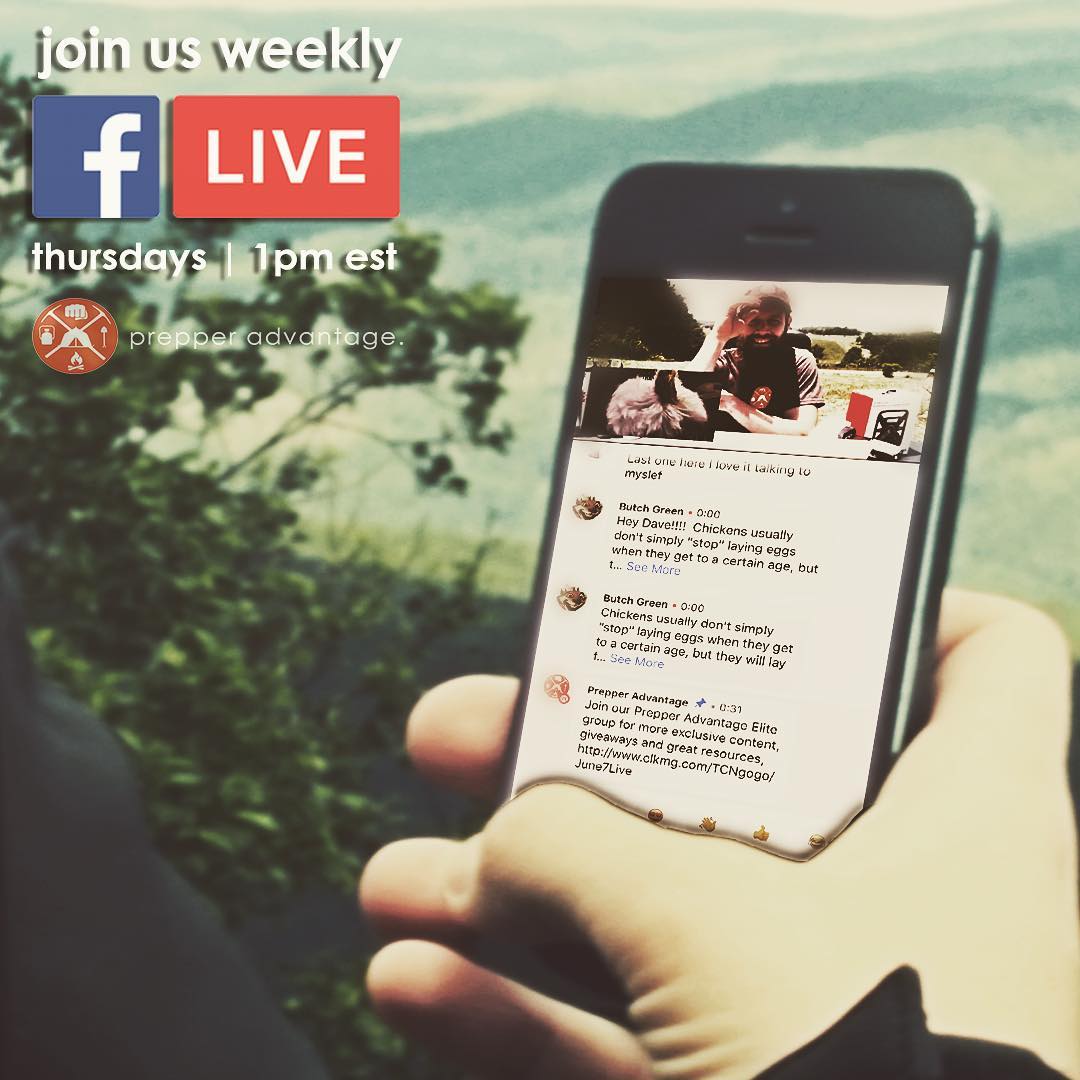 join us weekly
f LIVE
thursdays | 1pm est
prepper advantage.
Last one here I love it talking to
myslef
Butch Green • 0:00
Hey Dave!!!! Chickens usually
don't simply "stop" laying eggs
when they get to a certain age, but
t... See More
Butch Green • 0:00
Chickens usually don't simply
"stop" laying eggs when they get
to a certain age, but they will lay
f... See More
Prepper Advantage • 0:31
Join our Prepper Advantage Elite
group for more exclusive content,
giveaways and great resources,
http://www.clkmg.com/TCNgogo/
June7Live